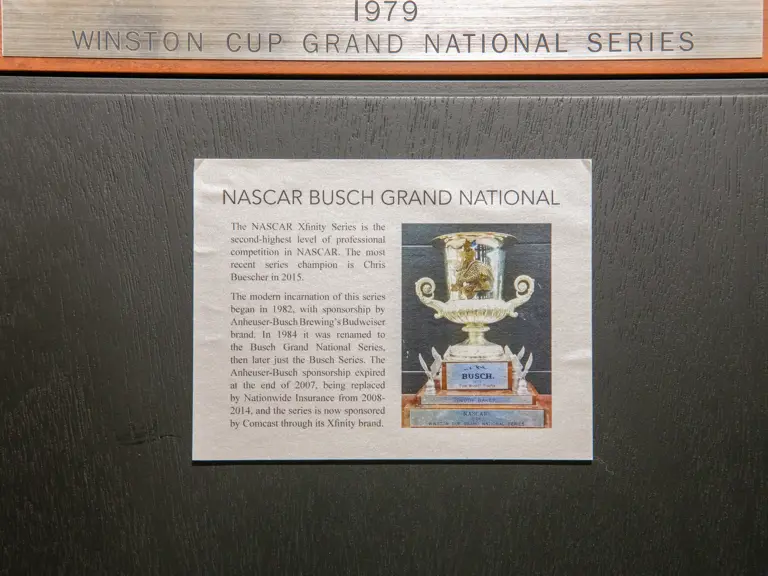 1979
WINSTON CUP GRAND NATIONAL SERIES
NASCAR BUSCH GRAND NATIONAL
The NASCAR Xfinity Series is the
second-highest level of professional
competition in NASCAR. The most
recent series champion is Chris
Buescher in 2015.
The modern incarnation of this series
began in 1982, with sponsorship by
Anheuser-Busch Brewing's Budweiser
brand. In 1984 it was renamed to
the Busch Grand National Series,
then later just the Busch Series. The
Anheuser-Busch sponsorship expired
at the end of 2007, being replaced
by Nationwide Insurance from 2008-
2014, and the series is now sponsored
by Comcast through its Xfinity brand.
BUSCH.
NASCAR
WINSTON CUP GRAND NATIONAL SERIES